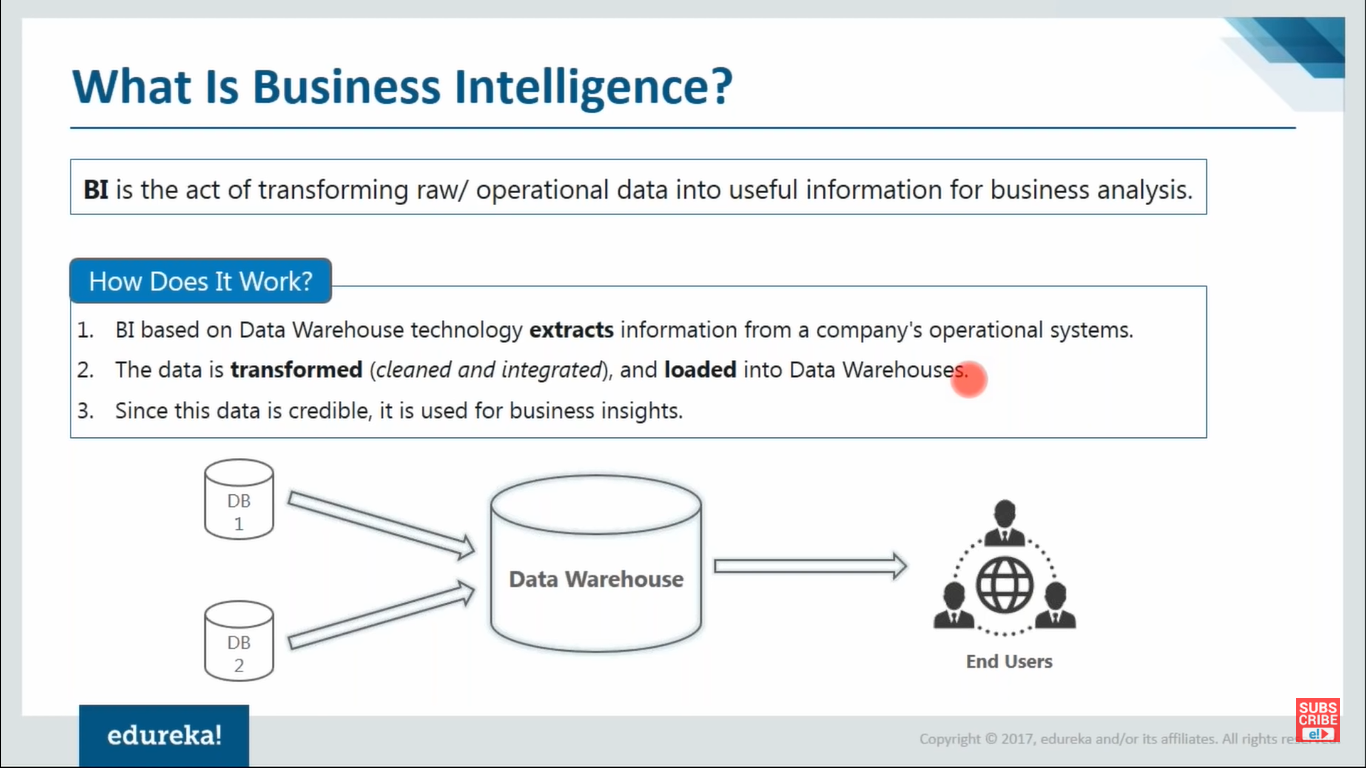 What Is Business Intelligence?
BI is the act of transforming raw/ operational data into useful information for business analysis.
How Does It Work?
1. BI based on Data Warehouse technology extracts information from a company's operational systems.
2. The data is transformed (cleaned and integrated), and loaded into Data Warehouses.
3. Since this data is credible, it is used for business insights.
DB
1
Data Warehouse
DB
2
End Users
edureka!
Copyright © 2017, edureka and/or its affiliates. All rights
SUBS
CRIBE
e!